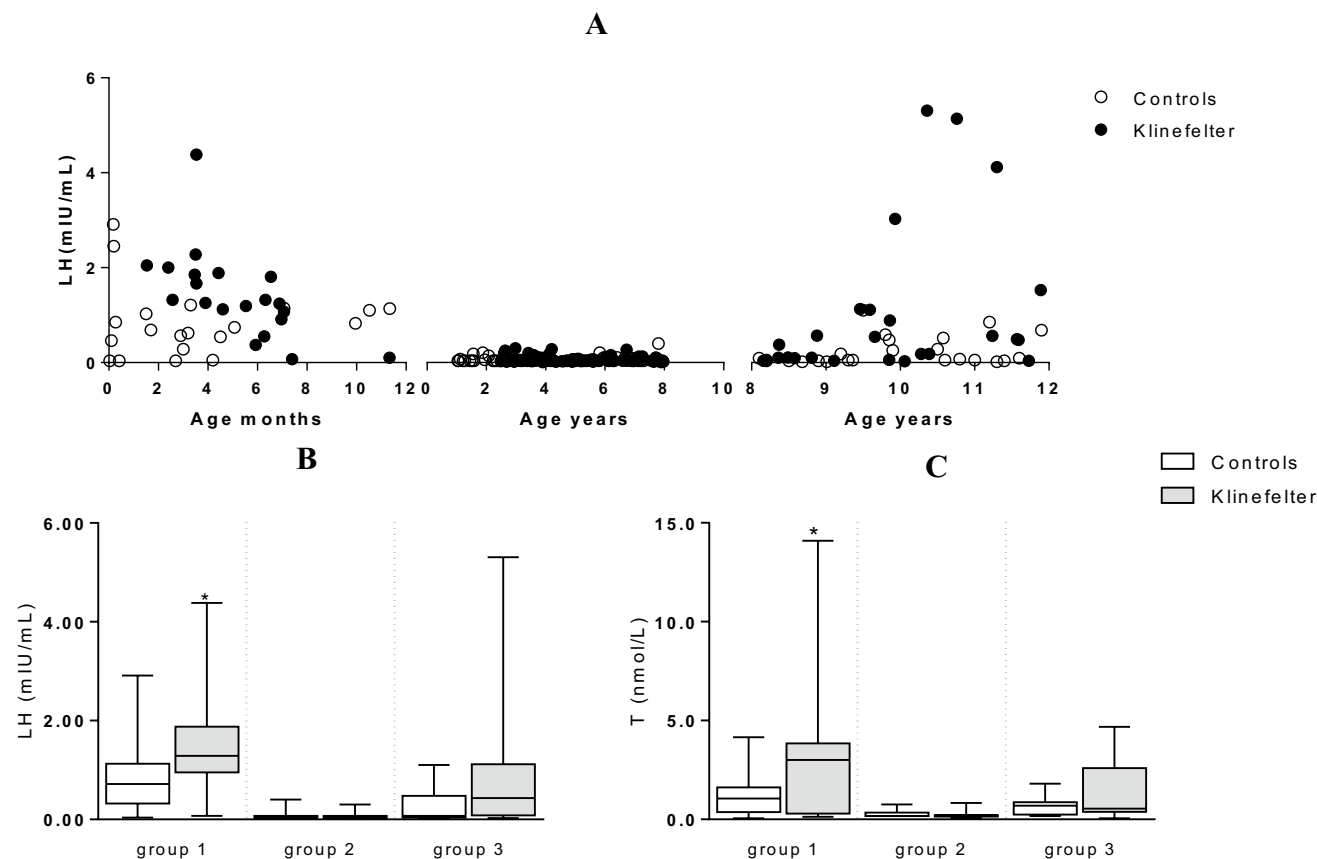 A
6
4
2
0
LH (mIU/mL)
Controls
Klinefelter
0 2 4 6 8 10 12
0 2 4 6 8 10
8 9 10 11 12
Age months
Age years
Age years
B
C
Controls
Klinefelter
6.00
4.00
2.00
0.00
LH (mIU/mL)
*
group 1
group 2
group 3
15.0
10.0
5.0
0.0
T (nmol/L)
*
group 1
group 2
group 3